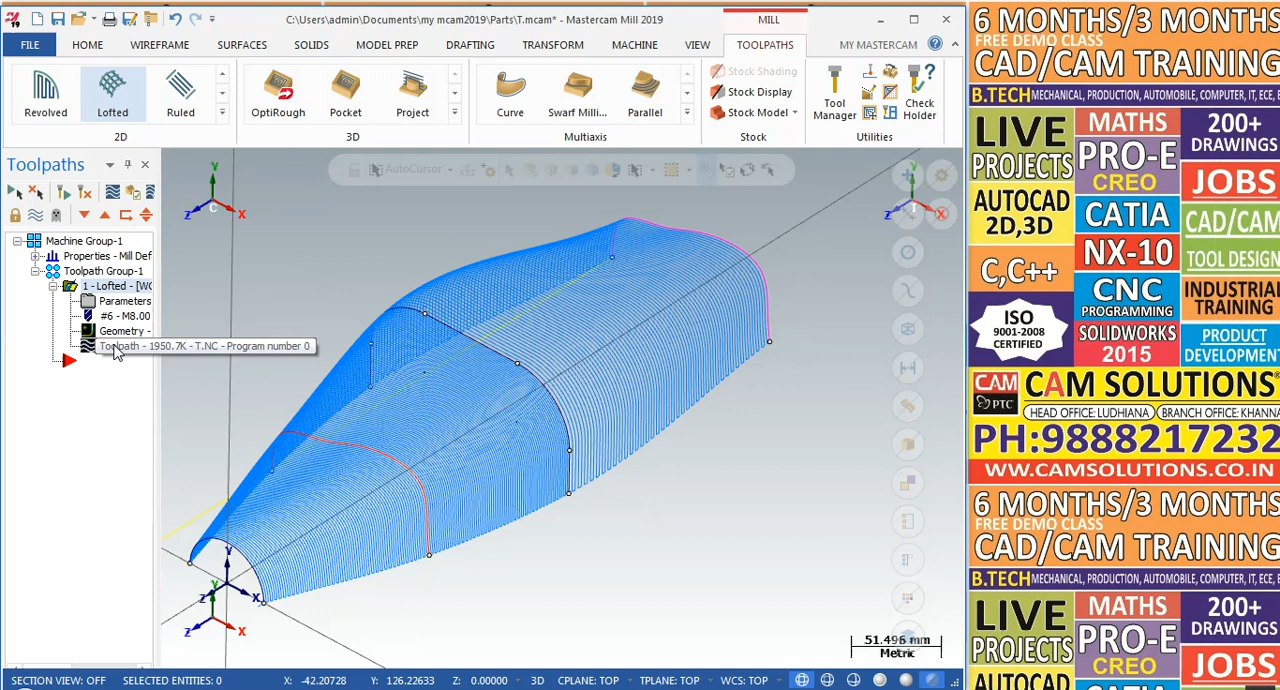 C:\Users\admin\Documents\my mcam2019\Parts\T.mcam* - Mastercam Mill 2019
MILL
19
FILE
HOME
WIREFRAME
SURFACES
SOLIDS
MODEL PREP
DRAFTING
TRANSFORM
MACHINE
VIEW
TOOLPATHS
MY MASTERCAM
Revolved
Lofted
Ruled
2D
OptiRough
Pocket
Project
3D
Curve
Swarf Milli...
Parallel
Multiaxis
Stock Shading
Stock Display
Stock Model
Stock
Tool
Manager
Check
Holder
Utilities
Toolpaths
AutoCursor
Machine Group-1
Properties - Mill Def
Toolpath Group-1
1 - Lofted - [WC
Parameters
#6 - M8.00
Geometry -
Toolpath - 1950.7K - T.NC - Program number 0
Y
Z
C
X
Y
Z
T
X
Y
Z
X
Y
Z
X
51.496 mm
Metric
SECTION VIEW: OFF
SELECTED ENTITIES: 0
X: -42.20728
Y: 126.22633
Z: 0.00000
3D
CPLANE: TOP
TPLANE: TOP
WCS: TOP
6 MONTHS/3 MONTHS
FREE DEMO CLASS
CAD/CAM TRAINING
B.TECH MECHANICAL, PRODUCTION, AUTOMOBILE, COMPUTER, IT, ECE,
LIVE
PROJECTS
MATHS
200+
DRAWINGS
PRO-E
CREO
JOBS
AUTOCAD
2D,3D
CATIA
CAD/CAM
NX-10
TOOL DESIGN
C,C++
CNC
PROGRAMMING
INDUSTRIAL
TRAINING
ISO
9001-2008
CERTIFIED
SOLIDWORKS
2015
PRODUCT
DEVELOPMEN
CAM
PTC
CAM SOLUTIONS
HEAD OFFICE: LUDHIANA
BRANCH OFFICE: KHANNA
PH:9888217232
WW.CAMSOLUTIONS.CO.IN
6 MONTHS/3 MONTHS
FREE DEMO CLASS
CAD/CAM TRAINING
B.TECH MECHANICAL, PRODUCTION, AUTOMOBILE, COMPUTER, IT, ECE,
LIVE
PROJECTS
MATHS
200+
DRAWINGS
PRO-E
CREO
JOBS
AUTOCAD